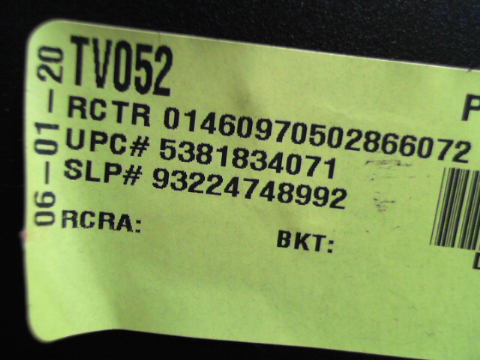 TV052
P
RCTR 01460970502866072
UPC# 5381834071
SLP# 93224748992
RCRA:
BKT:
06-01-20